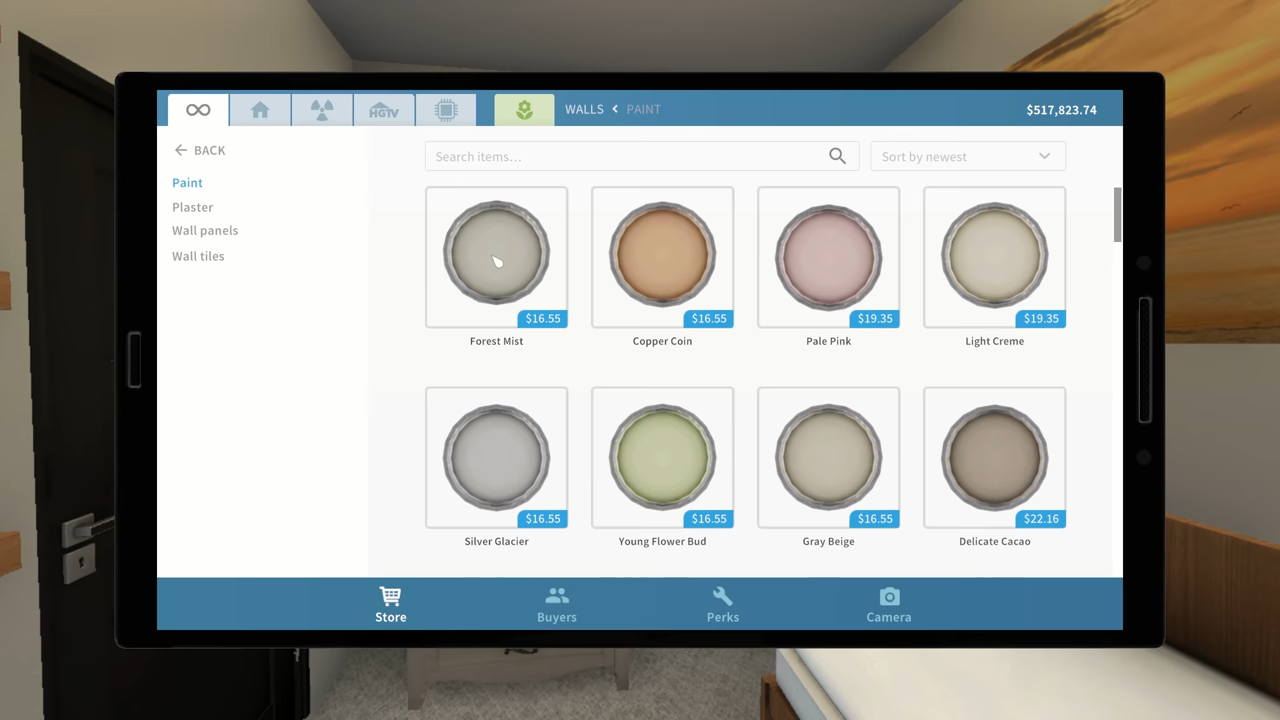 HGTV
WALLS < PAINT
$517,823.74
BACK
Search items...
Sort by newest
Paint
Plaster
Wall panels
Wall tiles
$16.55
$16.55
$19.35
$19.35
Forest Mist
Copper Coin
Pale Pink
Light Creme
$16.55
$16.55
$16.55
$22.16
Silver Glacier
Young Flower Bud
Gray Beige
Delicate Cacao
Store
Buyers
Perks
Camera